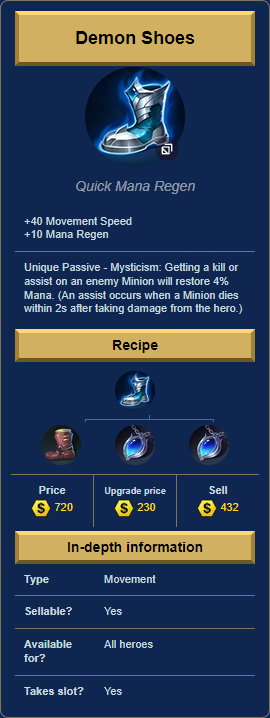 Demon Shoes
Quick Mana Regen
+40 Movement Speed
+10 Mana Regen
Unique Passive - Mysticism: Getting a kill or
assist on an enemy Minion will restore 4%
Mana. (An assist occurs when a Minion dies
within 2s after taking damage from the hero.)
Recipe
Price Upgrade price Sell
S 720 S 230 S 432
In-depth information
Type Movement
Sellable? Yes
Available All heroes
for?
Takes slot? Yes